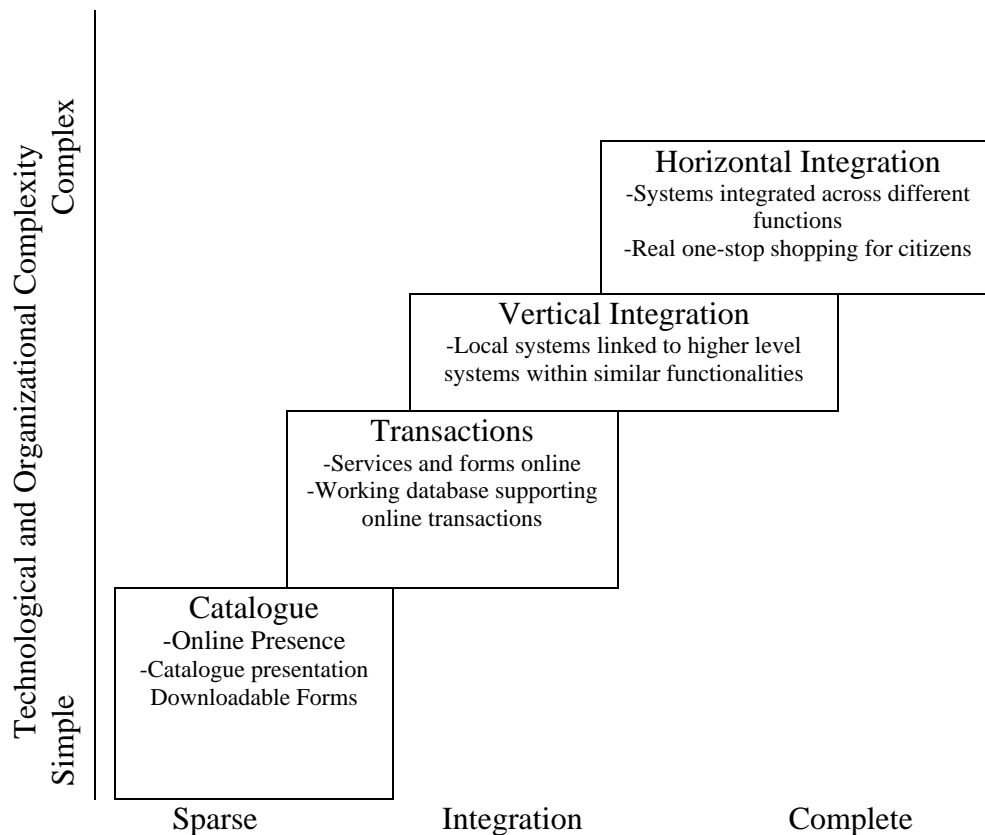 Technological and Organizational Complexity
Complex
Simple
Horizontal Integration
-Systems integrated across different
functions
-Real one-stop shopping for citizens
Vertical Integration
-Local systems linked to higher level
systems within similar functionalities
Transactions
-Services and forms online
-Working database supporting
online transactions
Catalogue
-Online Presence
-Catalogue presentation
Downloadable Forms
Sparse
Integration
Complete